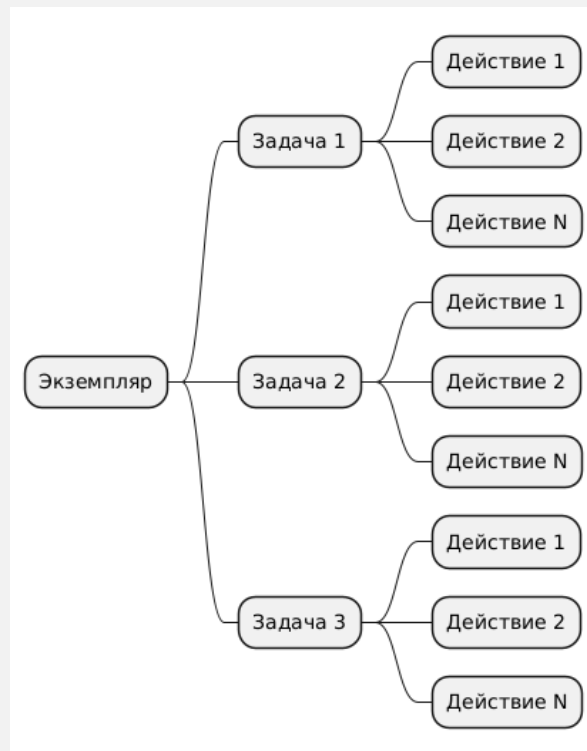 Экземпляр
Задача 1
Действие 1
Действие 2
Действие N
Задача 2
Действие 1
Действие 2
Действие N
Задача 3
Действие 1
Действие 2
Действие N